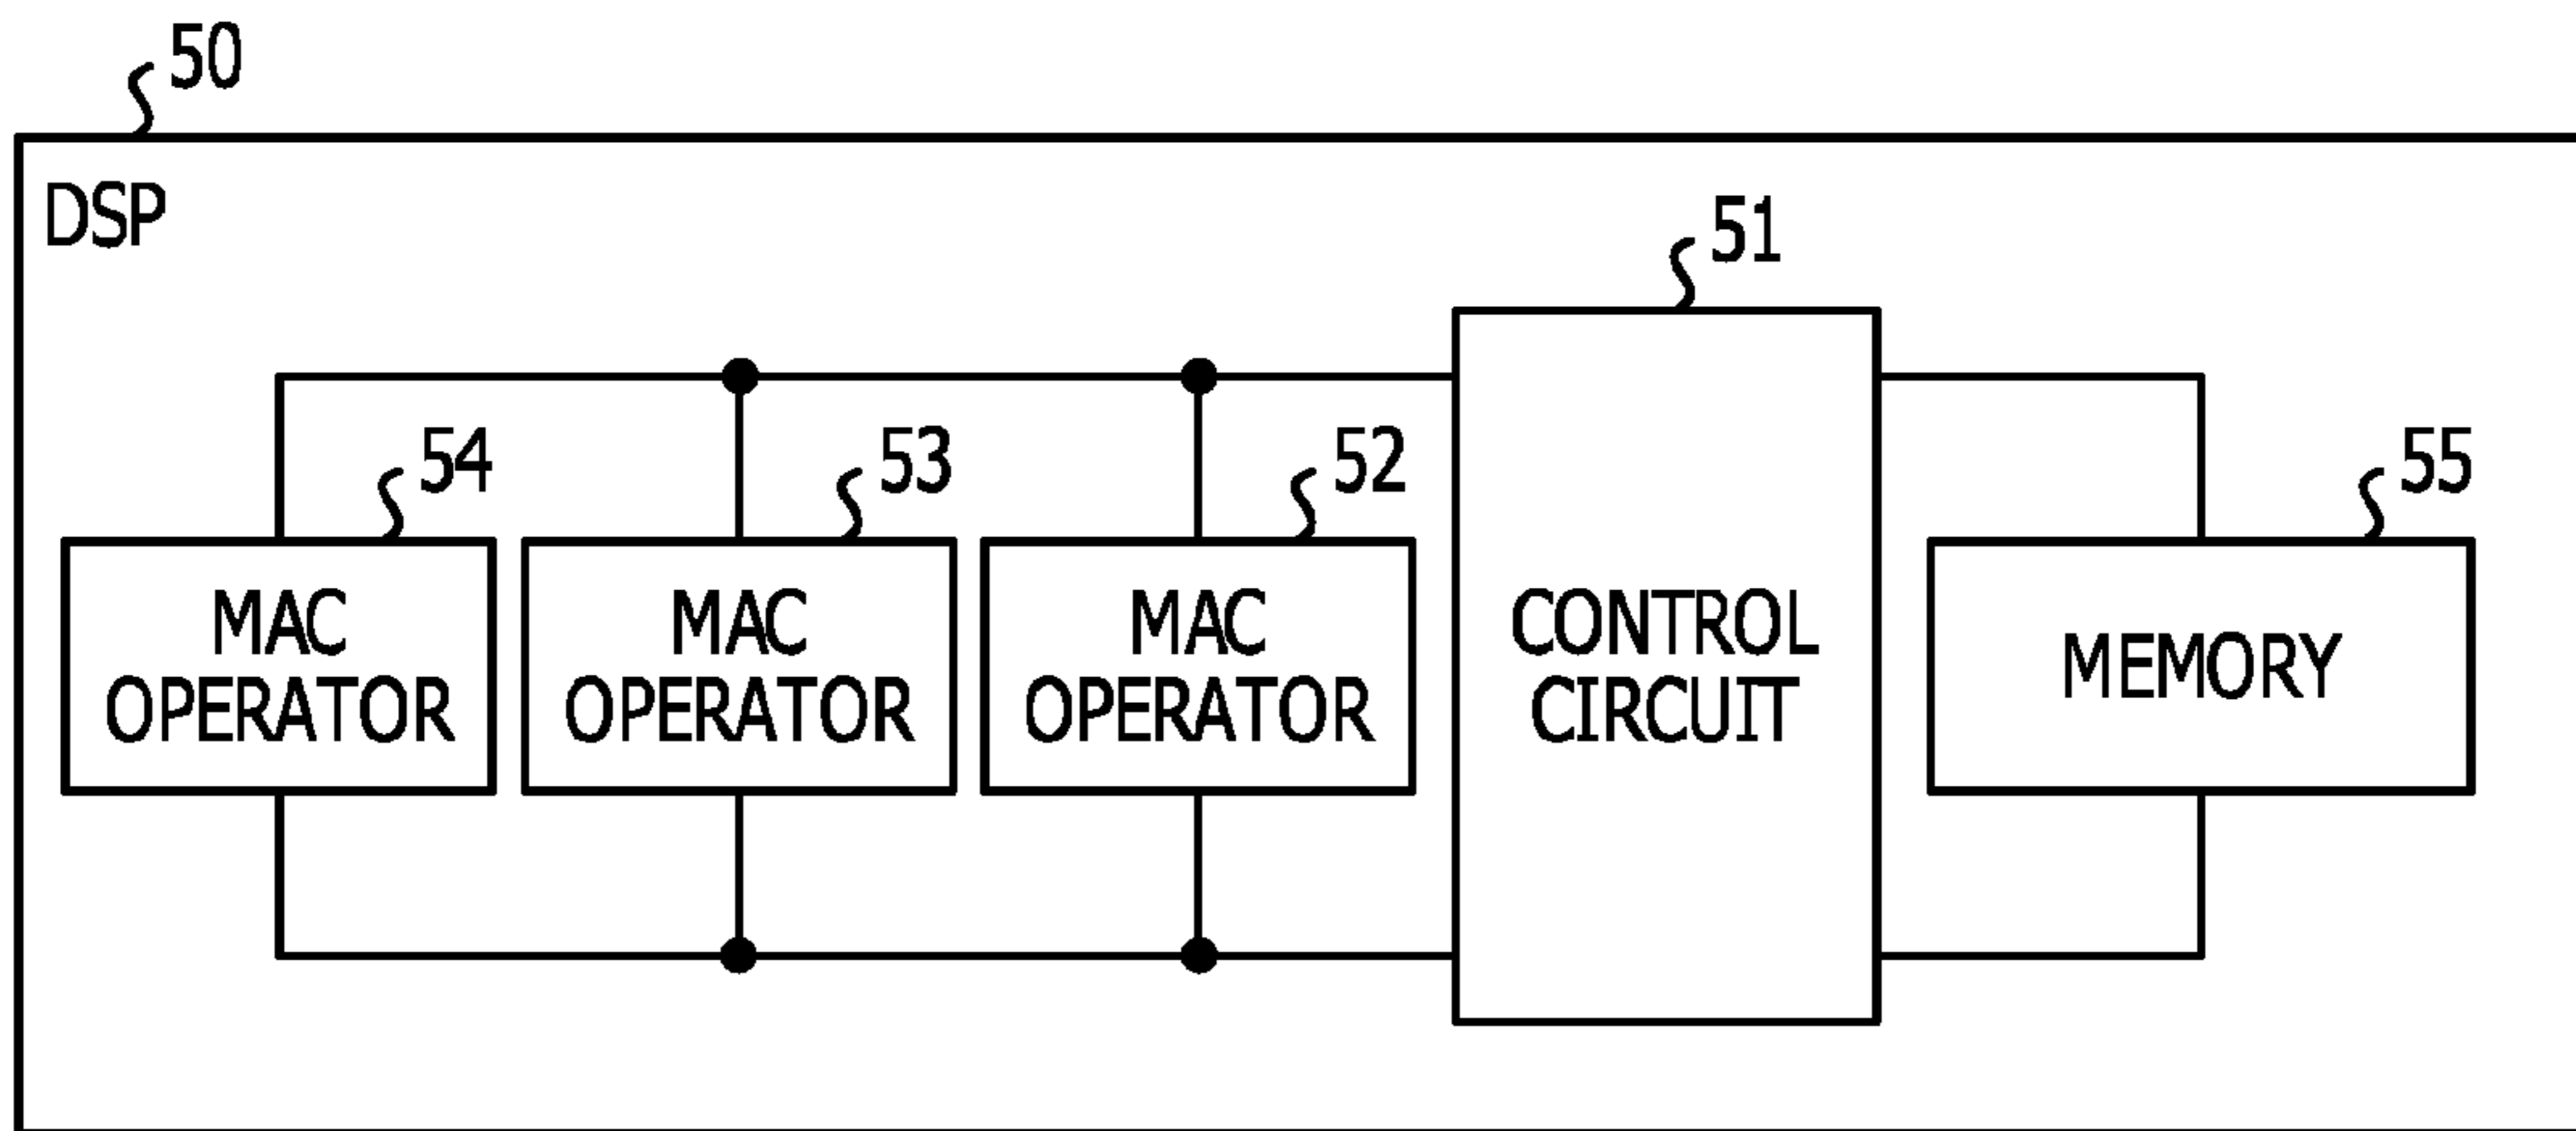 50
DSP
51
54
53
52
55
MAC
OPERATOR
MAC
OPERATOR
MAC
OPERATOR
CONTROL
CIRCUIT
MEMORY